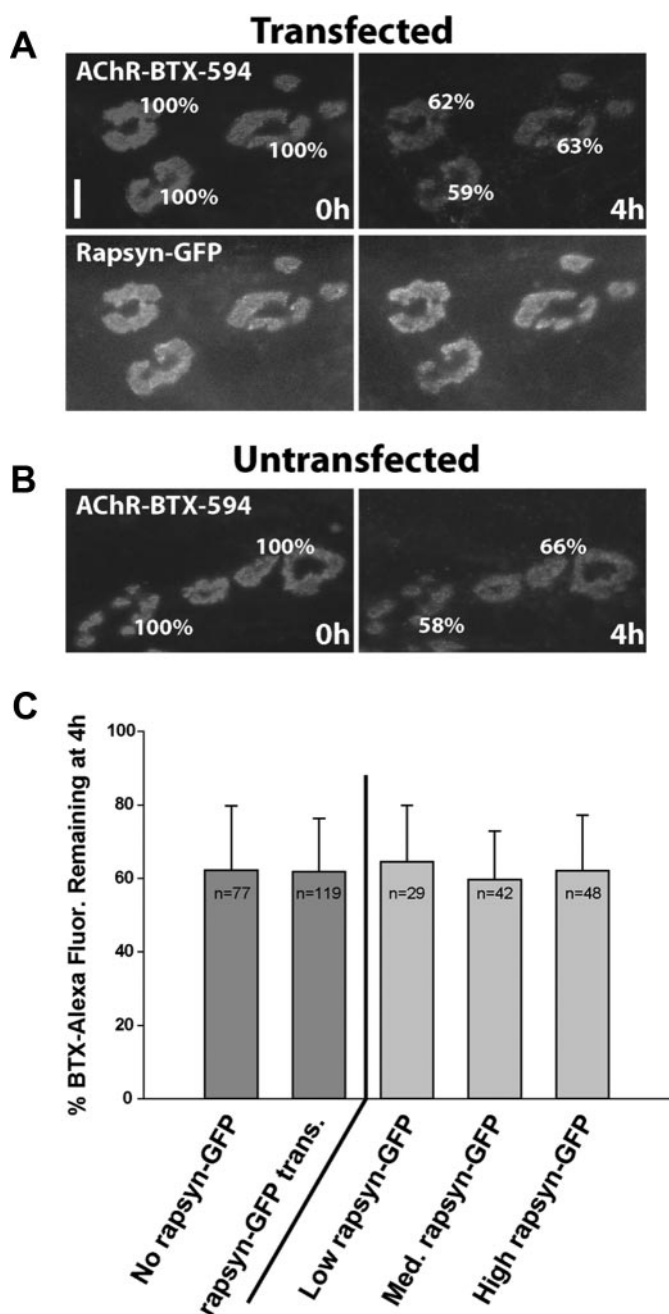 A
Transfected
AChR-BTX-594
100%
100%
100%
0h
62%
63%
59%
4h
Rapsyn-GFP
Untransfected
B
AChR-BTX-594
100%
100%
0h
66%
58%
4h
C
% BTX-Alexa Fluor. Remaining at 4h
100
80
60
40
20
0
n=77
n=119
n=29
n=42
n=48
No rapsyn-GFP
rapsyn-GFP trans.
Low rapsyn-GFP
Med. rapsyn-GFP
High rapsyn-GFP